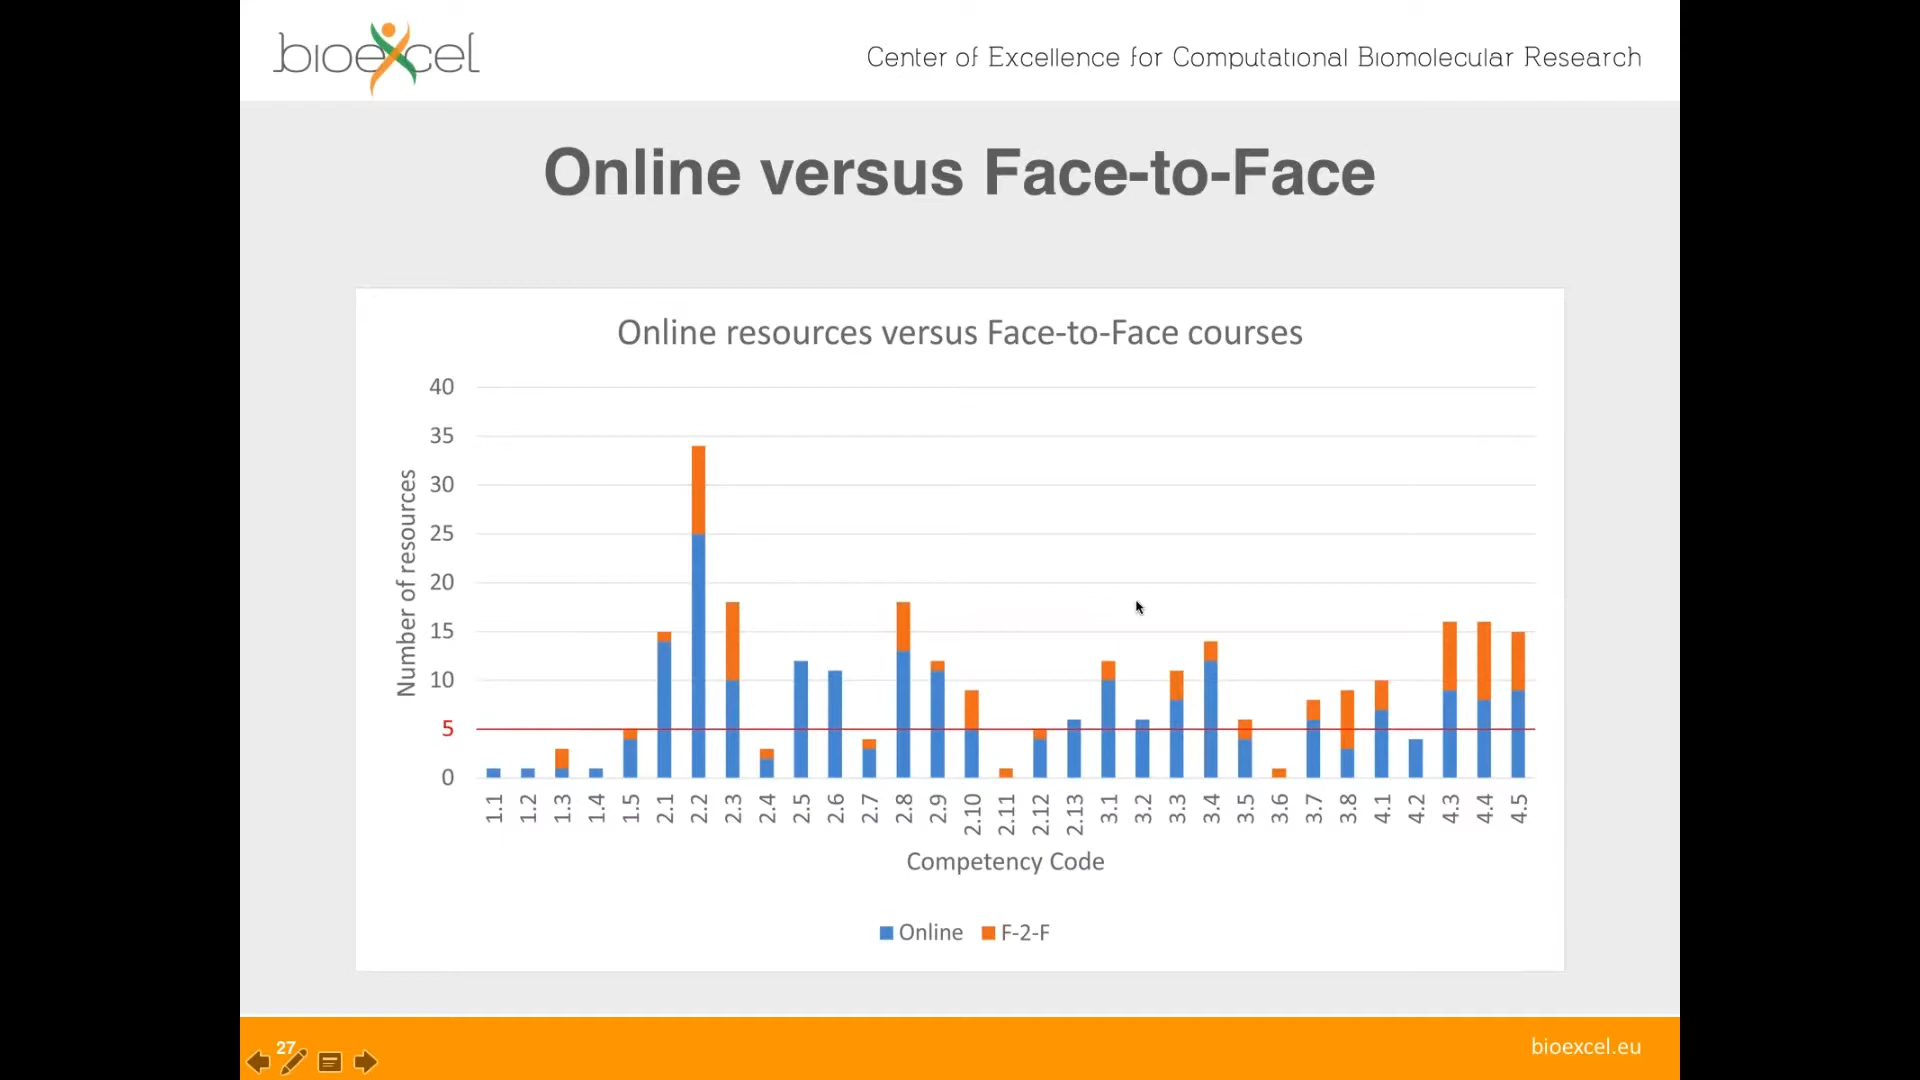 bioexcel
Center of Excellence for Computational Biomolecular Research
Online versus Face-to-Face
Online resources versus Face-to-Face courses
Number of resources
40
35
30
25
20
15
10
5
0
1.1 1.2 1.3 1.4 1.5 2.1 2.2 2.3 2.4 2.5 2.6 2.7 2.8 2.9 2.10 2.11 2.12 2.13 3.1 3.2 3.3 3.4 3.5 3.6 3.7 3.8 4.1 4.2 4.3 4.4 4.5
Competency Code
Online F-2-F
27
bioexcel.eu